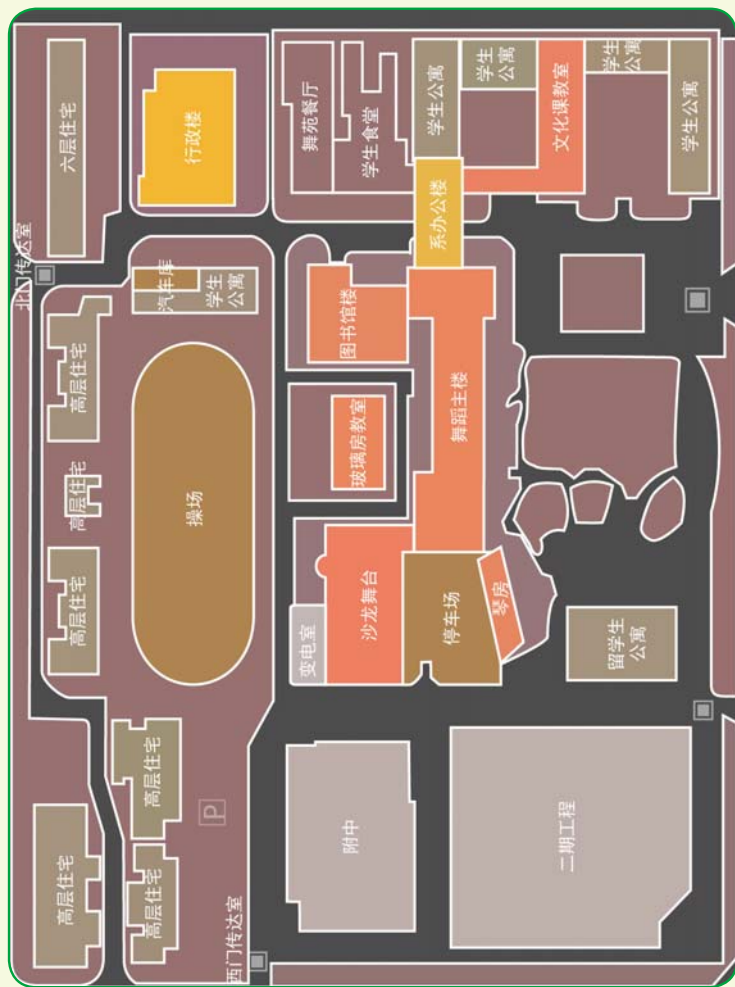 六层住宅
行政楼
舞苑餐厅
学生食堂
学生公寓
学生
公寓
文化课教室
学生
公寓
学生公寓
系办公楼
北门传达室
汽车库
学生
公寓
图书馆楼
高层住宅
舞蹈主楼
玻璃房教室
高层住宅
操场
高层住宅
变电室
沙龙舞台
停车场
琴房
留学生
公寓
高层住宅
P
附中
二期工程
高层住宅
高层住宅
西门传达室